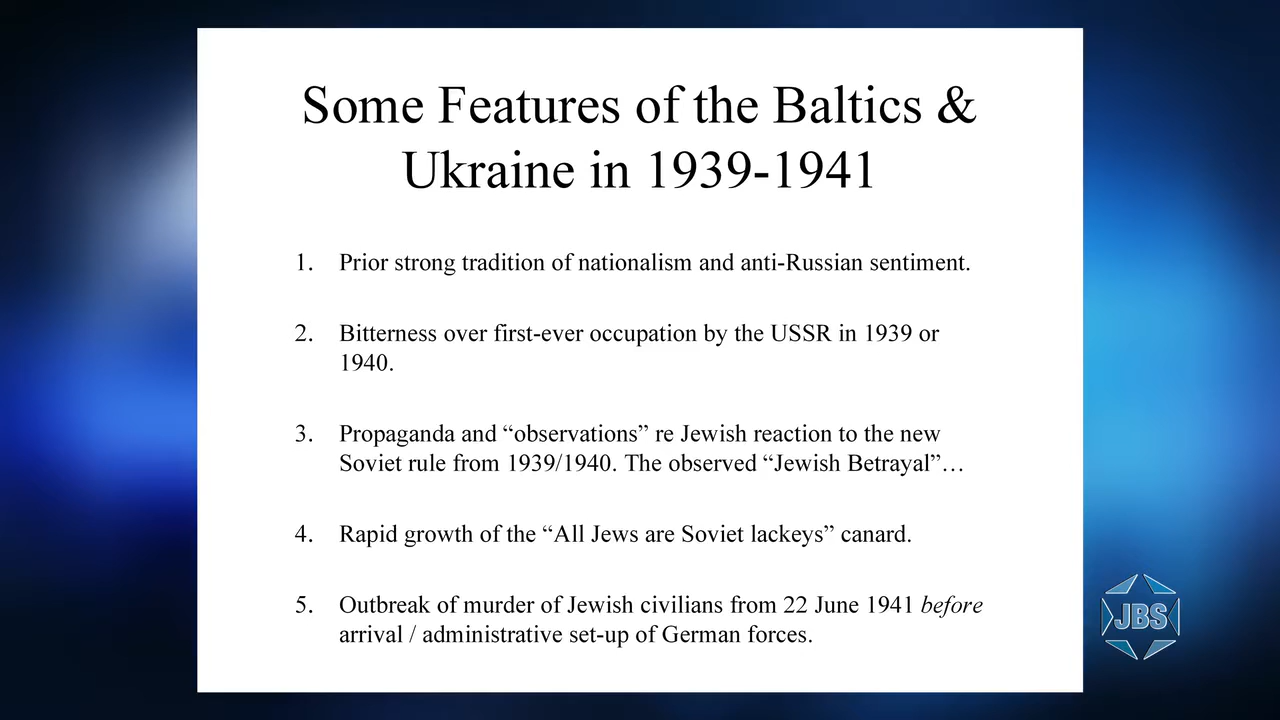 Some Features of the Baltics &
Ukraine in 1939-1941
1. Prior strong tradition of nationalism and anti-Russian sentiment.
2. Bitterness over first-ever occupation by the USSR in 1939 or
1940.
3. Propaganda and “observations” re Jewish reaction to the new
Soviet rule from 1939/1940. The observed “Jewish Betrayal”…
4. Rapid growth of the “All Jews are Soviet lackeys” canard.
5. Outbreak of murder of Jewish civilians from 22 June 1941 before
arrival / administrative set-up of German forces.
JBS